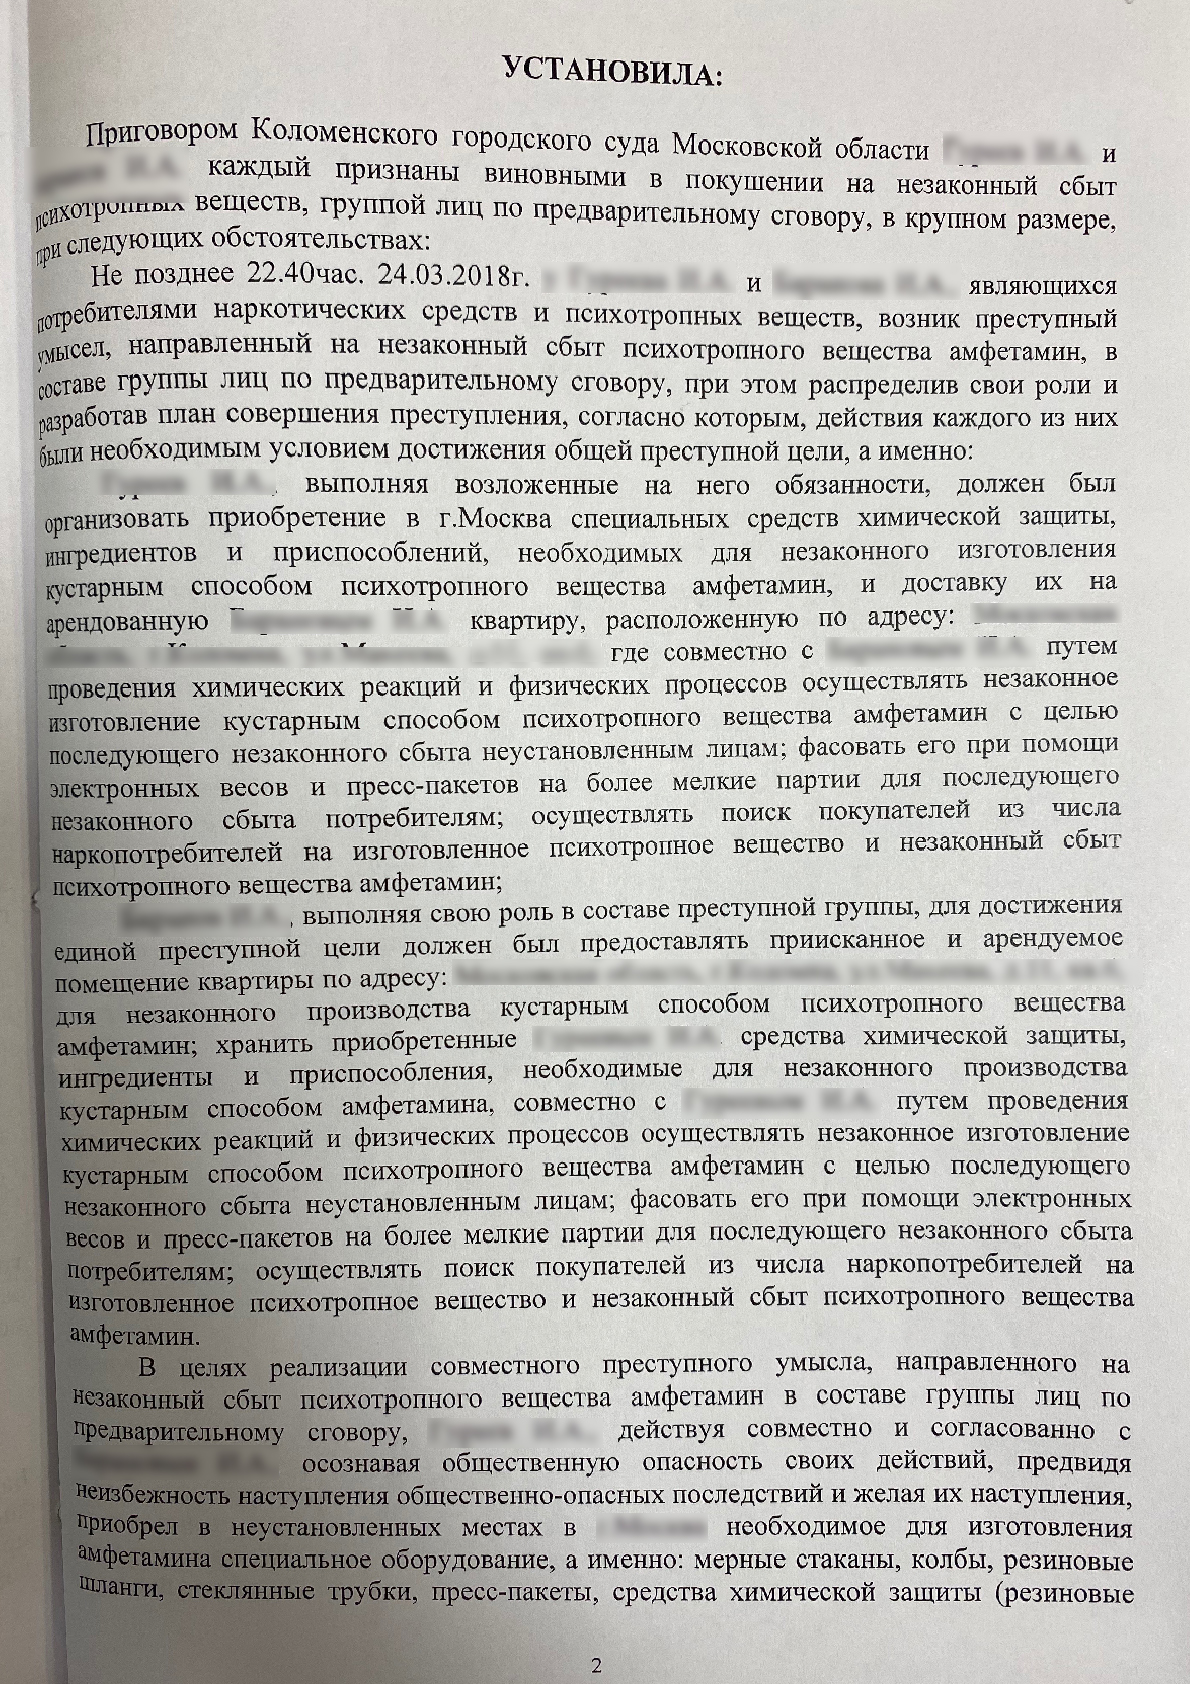 УСТАНОВИЛА:
Приговором Коломенского городского суда Московской области и
каждый признаны виновными в покушении на незаконный сбыт
психотропных веществ, группой лиц по предварительному сговору, в крупном размере,
при следующих обстоятельствах:
Не позднее 22.40час. 24.03.2018г. и являющихся
потребителями наркотических средств и психотропных веществ, возник преступный
умысел, направленный на незаконный сбыт психотропного вещества амфетамин, в
составе группы лиц по предварительному сговору, при этом распределив свои роли и
разработав план совершения преступления, согласно которым, действия каждого из них
были необходимым условием достижения общей преступной цели, а именно:
выполняя возложенные на него обязанности, должен был
организовать приобретение в г.Москва специальных средств химической защиты,
ингредиентов и приспособлений, необходимых для незаконного изготовления
кустарным способом психотропного вещества амфетамин, и доставку их на
арендованную квартиру, расположенную по адресу:
где совместно с путем
проведения химических реакций и физических процессов осуществлять незаконное
изготовление кустарным способом психотропного вещества амфетамин с целью
последующего незаконного сбыта неустановленным лицам; фасовать его при помощи
электронных весов и пресс-пакетов на более мелкие партии для последующего
незаконного сбыта потребителям; осуществлять поиск покупателей из числа
наркопотребителей на изготовленное психотропное вещество и незаконный сбыт
психотропного вещества амфетамин;
, выполняя свою роль в составе преступной группы, для достижения
единой преступной цели должен был предоставлять приисканное и арендуемое
помещение квартиры по адресу:
для незаконного производства кустарным способом психотропного вещества
амфетамин; хранить приобретенные средства химической защиты,
ингредиенты и приспособления, необходимые для незаконного производства
кустарным способом амфетамина, совместно с путем проведения
химических реакций и физических процессов осуществлять незаконное изготовление
кустарным способом психотропного вещества амфетамин с целью последующего
незаконного сбыта неустановленным лицам; фасовать его при помощи электронных
весов и пресс-пакетов на более мелкие партии для последующего незаконного сбыта
потребителям; осуществлять поиск покупателей из числа наркопотребителей на
изготовленное психотропное вещество и незаконный сбыт психотропного вещества
амфетамин.
В целях реализации совместного преступного умысла, направленного на
незаконный сбыт психотропного вещества амфетамин в составе группы лиц по
предварительному сговору, действуя совместно и согласованно с
осознавая общественную опасность своих действий, предвидя
неизбежность наступления общественно-опасных последствий и желая их наступления,
приобрел в неустановленных местах в необходимое для изготовления
амфетамина специальное оборудование, а именно: мерные стаканы, колбы, резиновые
шланги, стеклянные трубки, пресс-пакеты, средства химической защиты (резиновые
2